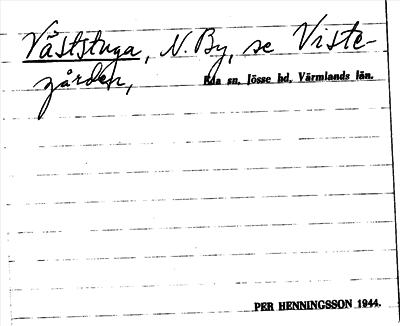 Väststuga, N. By, se Viste-
gården,
Eda sn, Jösse hd, Värmlands län.
PER HENNINGSSON 1944.